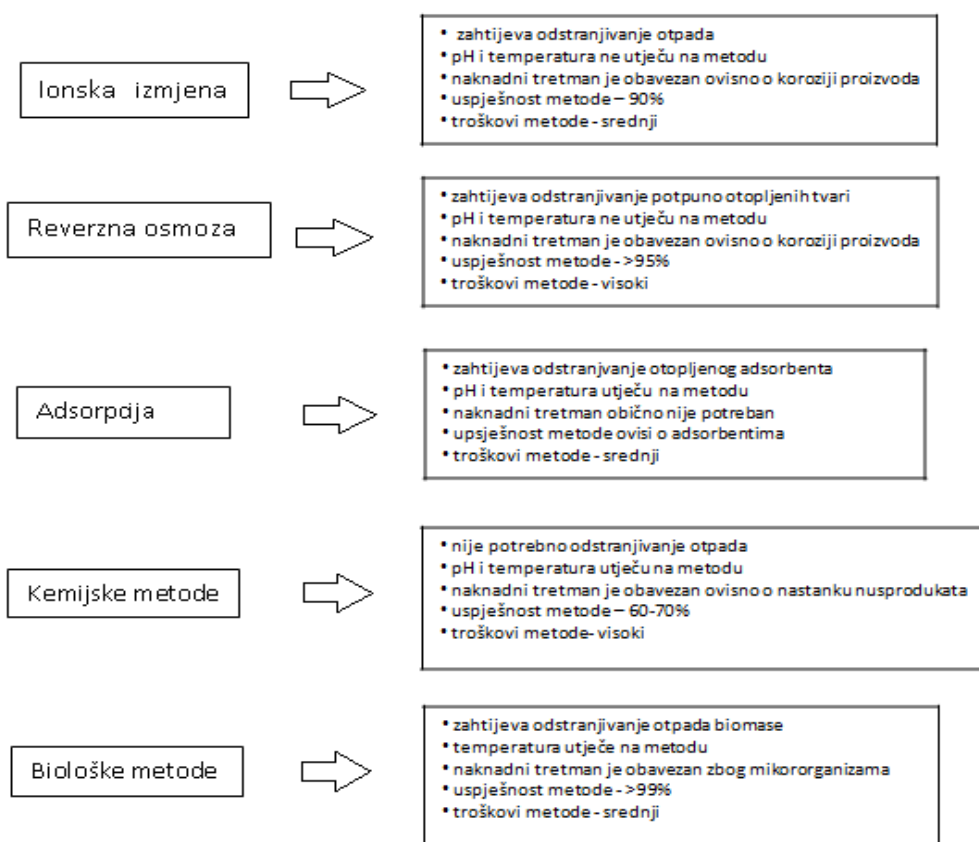 Ionska izmjena
• zahtijeva odstranjivanje otpada
• pH i temperatura ne utječu na metodu
• naknadni tretman je obavezan ovisno o koroziji proizvoda
• uspješnost metode – 90%
• troškovi metode - srednji
Reverzna osmoza
• zahtijeva odstranjivanje potpuno otopljenih tvari
• pH i temperatura ne utječu na metodu
• naknadni tretman je obavezan ovisno o koroziji proizvoda
• uspješnost metode - >95%
• troškovi metode - visoki
Adsorpcija
• zahtijeva odstranjvanje otopljenog adsorbenta
• pH i temperatura utječu na metodu
• naknadni tretman obično nije potreban
• upsješnost metode ovisi o adsorbentima
• troškovi metode - srednji
Kemijske metode
• nije potrebno odstranjivanje otpada
• pH i temperatura utječu na metodu
• naknadni tretman je obavezan ovisno o nastanku nusprodukata
• uspješnost metode – 60-70%
• troškovi metode- visoki
Biološke metode
• zahtijeva odstranjivanje otpada biomase
• temperatura utječe na metodu
• naknadni tretman je obavezan zbog mikororganizama
• uspješnost metode - >99%
• troškovi metode - srednji